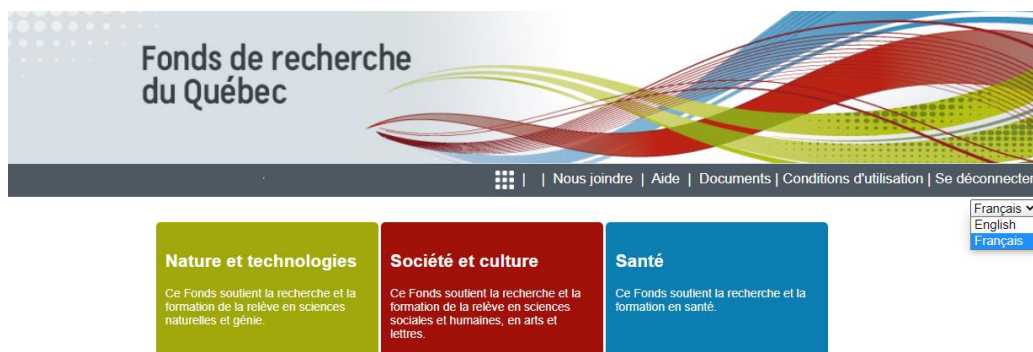 Fonds de recherche
du Québec
| | Nous joindre | Aide | Documents | Conditions d'utilisation | Se déconnecter
Français
English
Français
Nature et technologies
Ce Fonds soutient la recherche et la
formation de la relève en sciences
naturelles et génie.
Société et culture
Ce Fonds soutient la recherche et la
formation de la relève en sciences
sociales et humaines, en arts et
lettres.
Santé
Ce Fonds soutient la recherche et la
formation en santé.